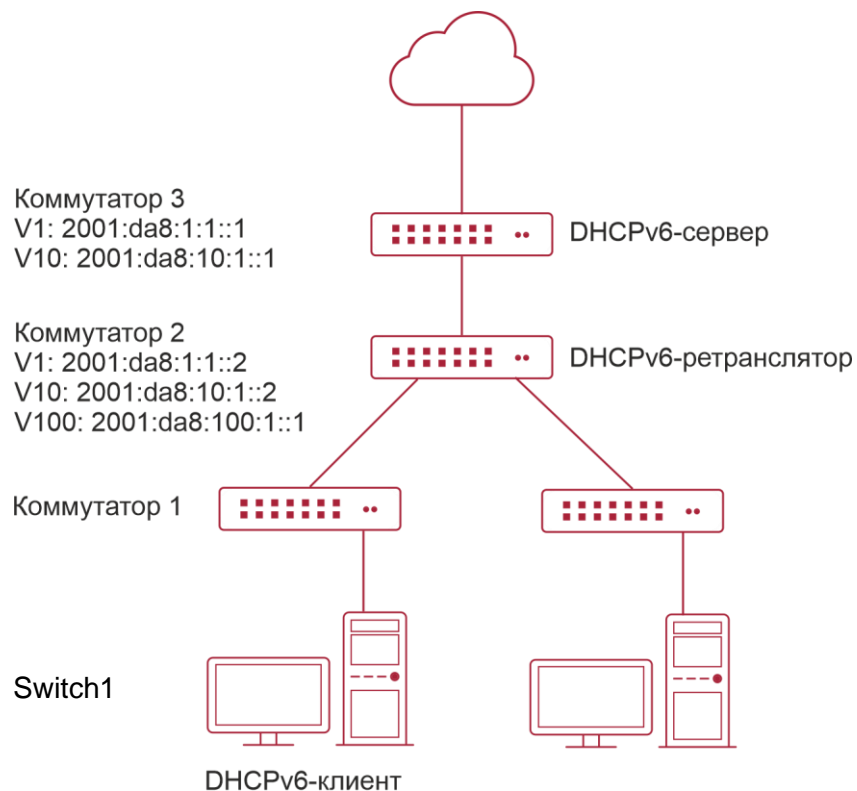 Коммутатор 3
V1: 2001:da8:1:1::1
V10: 2001:da8:10:1::1
DHCPv6-сервер
Коммутатор 2
V1: 2001:da8:1:1::2
V10: 2001:da8:10:1::2
V100: 2001:da8:100:1::1
DHCPv6-ретранслятор
Коммутатор 1
Switch1
DHCPv6-клиент